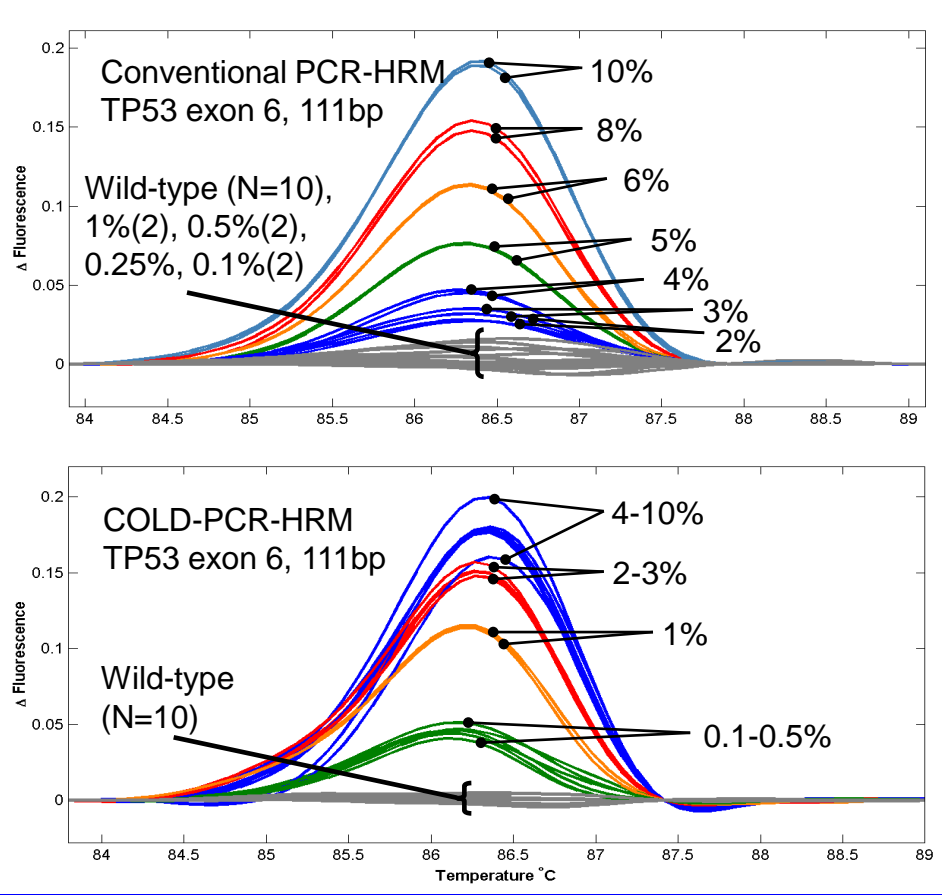 0.2
0.15
0.1
0.05
0
Δ Fluorescence
Conventional PCR-HRM
TP53 exon 6, 111bp
Wild-type (N=10),
1%(2), 0.5%(2),
0.25%, 0.1%(2)
10%
8%
6%
5%
4%
3%
2%
84 84.5 85 85.5 86 86.5 87 87.5 88 88.5 89
0.2
0.15
0.1
0.05
0
Δ Fluorescence
COLD-PCR-HRM
TP53 exon 6, 111bp
Wild-type
(N=10)
4-10%
2-3%
1%
0.1-0.5%
84 84.5 85 85.5 86 86.5 87 87.5 88 88.5 89
Temperature °C